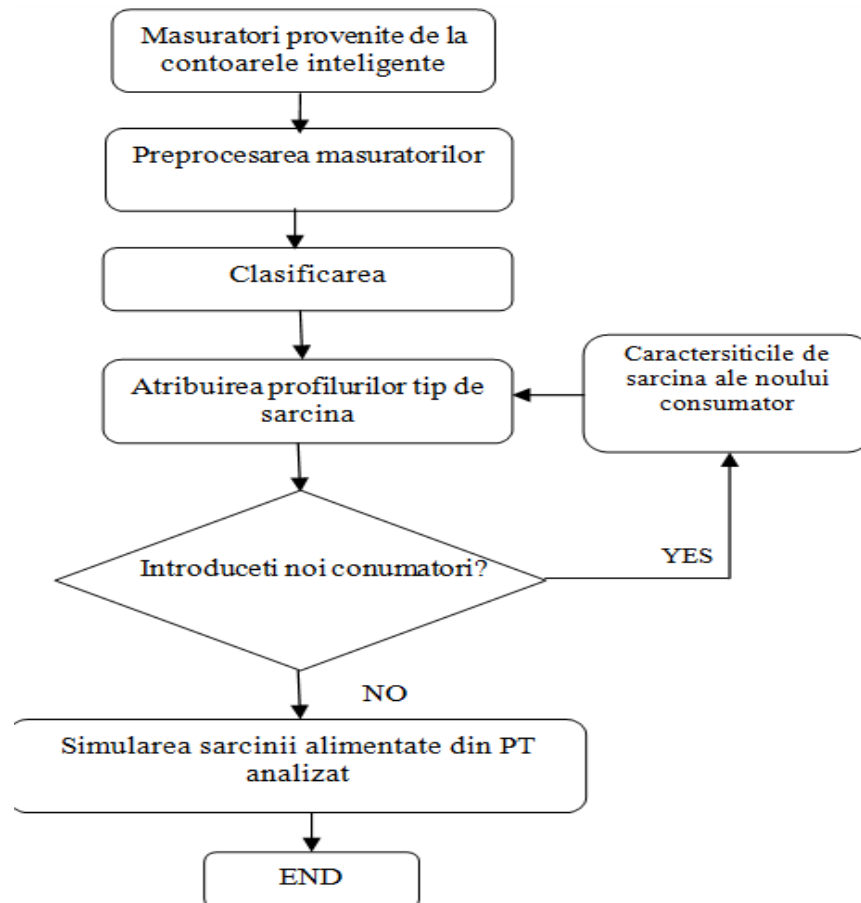 Masuratori provenite de la
contoarele inteligente
Preprocesarea masuratorilor
Clasificarea
Atribuirea profilurilor tip de
sarcina
Caractersiticile de
sarcina ale noului
consumator
Introduceti noi conumatori?
YES
NO
Simularea sarcinii alimentate din PT
analizat
END